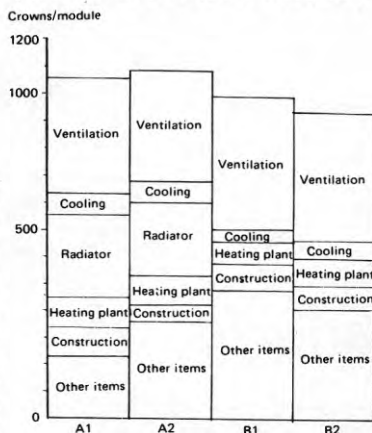 Crowns/module
1200
1000
500
0
Ventilation
Cooling
Radiator
Heating plant
Construction
Other items
A1
Ventilation
Cooling
Radiator
Heating plant
Construction
Other items
A2
Ventilation
Cooling
Heating plant
Construction
Other items
B1
Ventilation
Cooling
Heating plant
Construction
Other items
B2